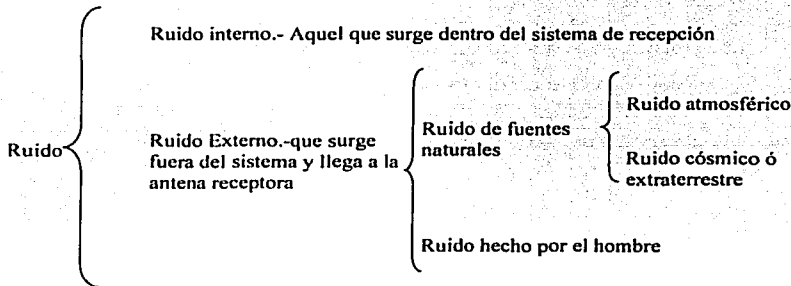 Ruido interno.- Aquel que surge dentro del sistema de recepción
Ruido
Ruido Externo.-que surge
fuera del sistema y llega a la
antena receptora
Ruido de fuentes
naturales
Ruido atmosférico
Ruido cósmico ó
extraterrestre
Ruido hecho por el hombre